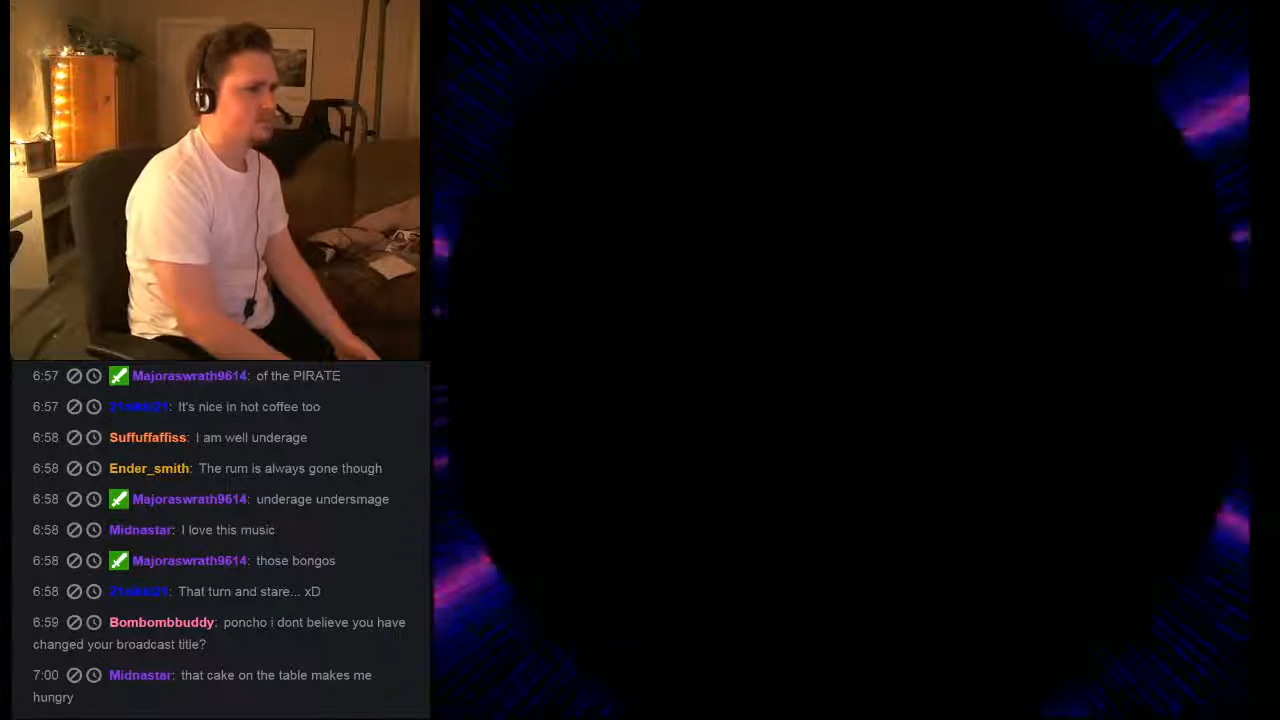 6:57 Majoraswrath9614: of the PIRATE
6:57 21nikki21: It's nice in hot coffee too
6:58 Suffuffaffiss: I am well underage
6:58 Ender_smith: The rum is always gone though
6:58 Majoraswrath9614: underage undersmage
6:58 Midnastar: I love this music
6:58 Majoraswrath9614: those bongos
6:58 21nikki21: That turn and stare... xD
6:59 Bombombbuddy: poncho i dont believe you have
changed your broadcast title?
7:00 Midnastar: that cake on the table makes me
hungry